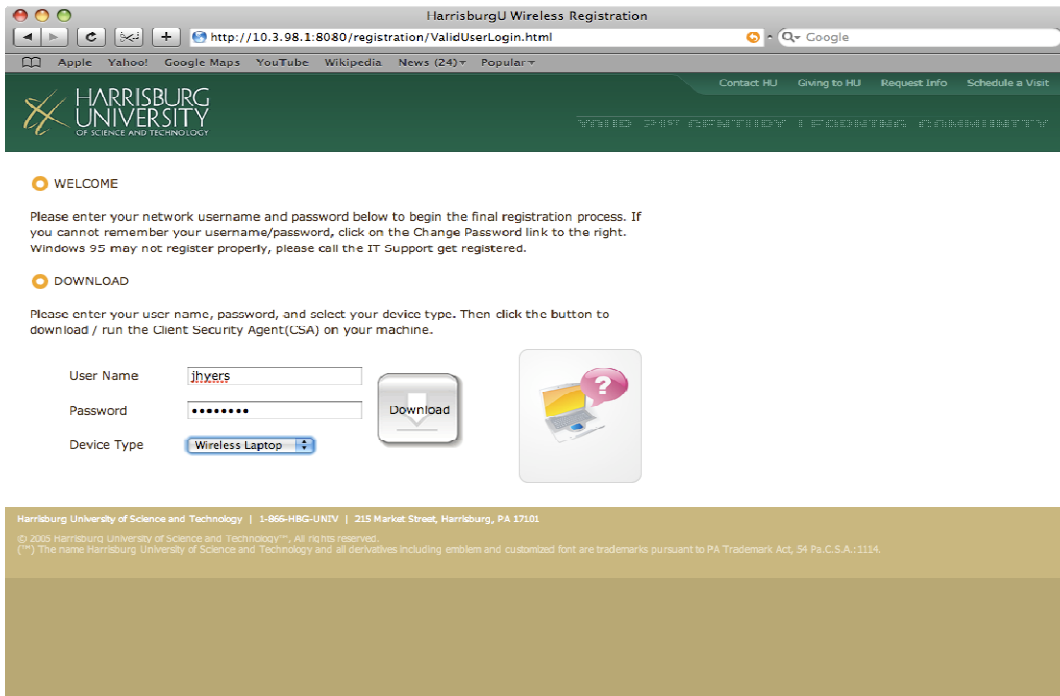 HarrisburgU Wireless Registration
http://10.3.98.1:8080/registration/ValidUserLogin.html
Google
Apple Yahoo! Google Maps YouTube Wikipedia News (24) Popular
Contact HU Giving to HU Request Info Schedule a Visit
HARRISBURG
UNIVERSITY
OF SCIENCE AND TECHNOLOGY
WELCOME
Please enter your network username and password below to begin the final registration process. If
you cannot remember your username/password, click on the Change Password link to the right.
Windows 95 may not register properly, please call the IT Support get registered.
DOWNLOAD
Please enter your user name, password, and select your device type. Then click the button to
download / run the Client Security Agent(CSA) on your machine.
User Name jhyers
Password ••••••••
Download
?
Device Type Wireless Laptop
Harrisburg University of Science and Technology | 1-866-HBG-UNIV | 215 Market Street, Harrisburg, PA 17101
© 2005 Harrisburg University of Science and Technology™, All rights reserved.
(™) The name Harrisburg University of Science and Technology and all derivatives including emblem and customized font are trademarks pursuant to PA Trademark Act, 54 Pa.C.S.A.:1114.